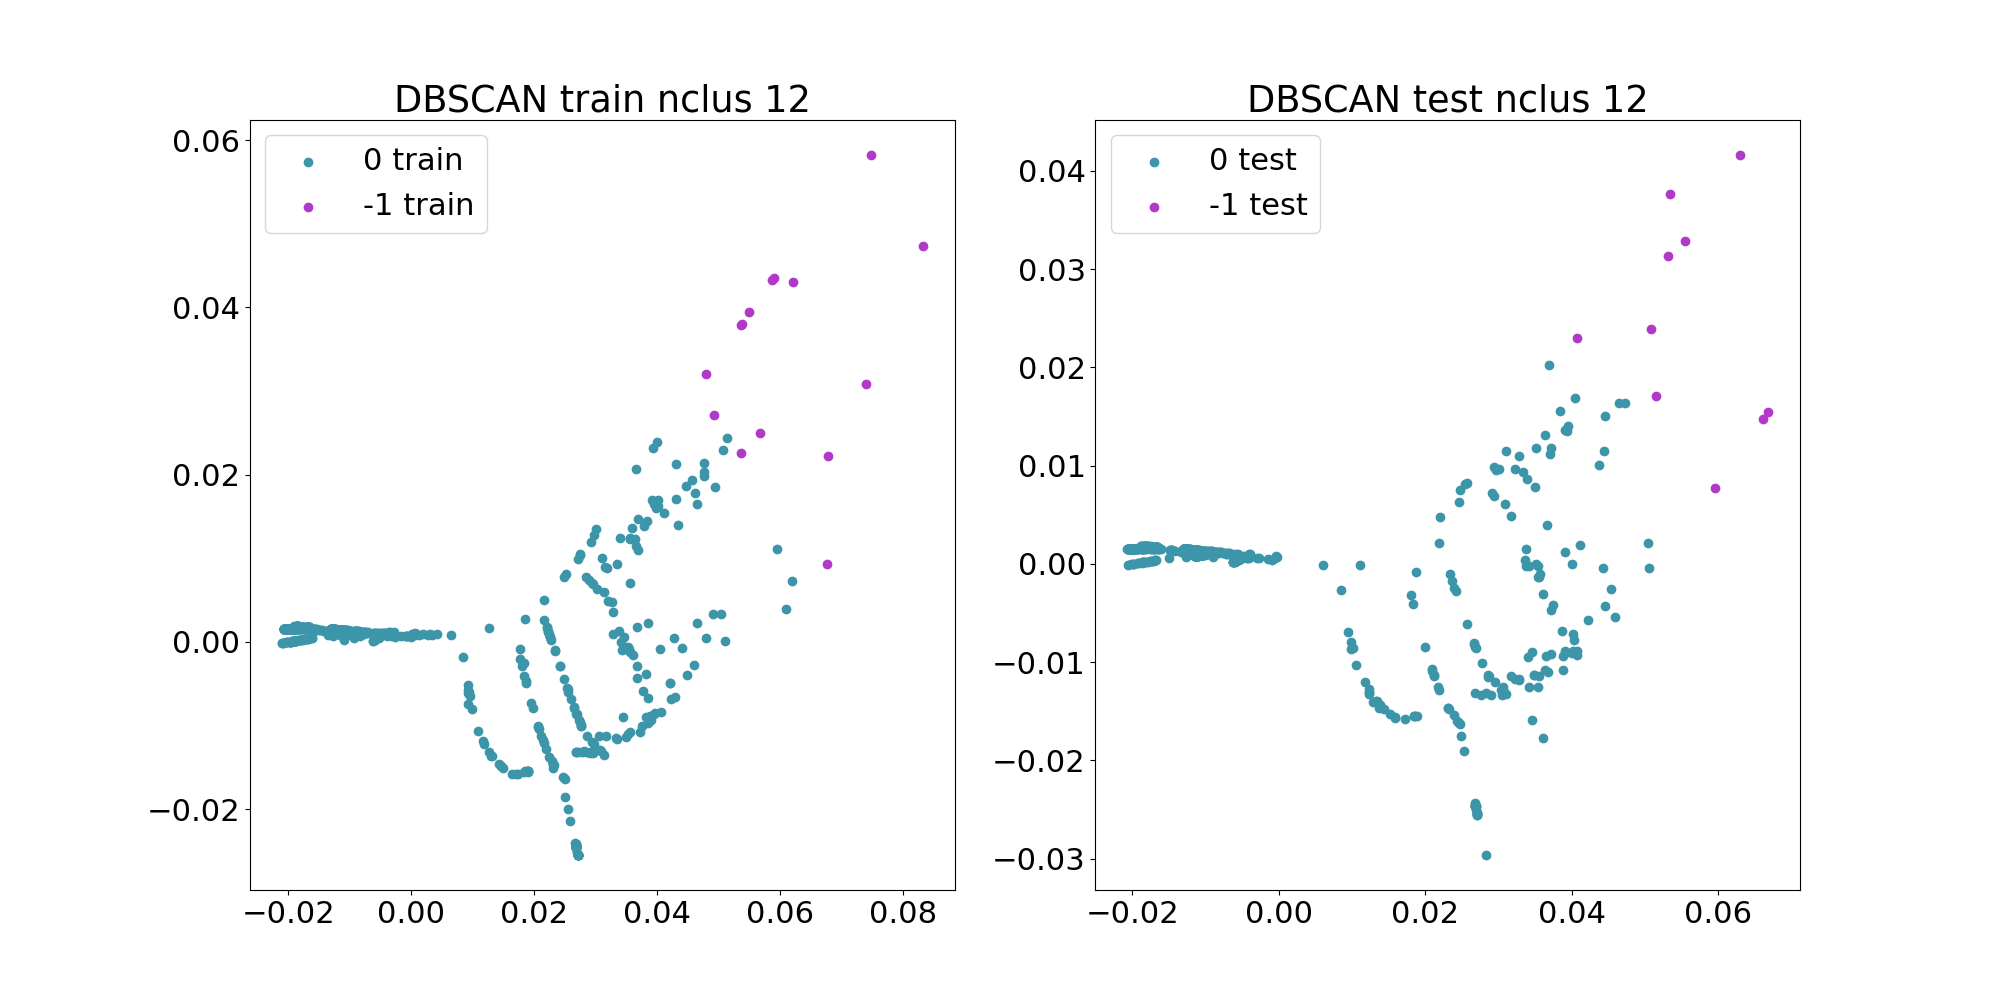 DBSCAN train nclus 12
0 train
-1 train
0.06
0.04
0.02
0.00
−0.02
−0.02 0.00 0.02 0.04 0.06 0.08
DBSCAN test nclus 12
0 test
-1 test
0.04
0.03
0.02
0.01
0.00
−0.01
−0.02
−0.03
−0.02 0.00 0.02 0.04 0.06